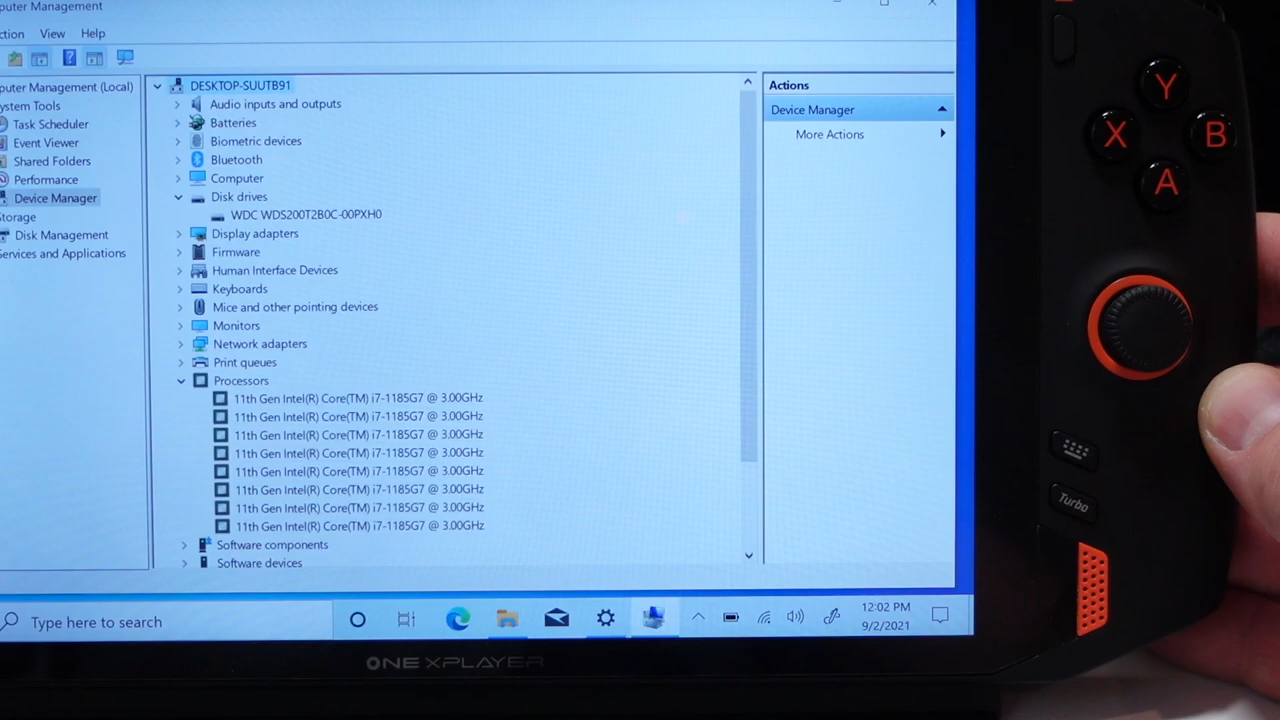 puter Management
ction View Help
puter Management (Local)
ystem Tools
Task Scheduler
Event Viewer
Shared Folders
Performance
Device Manager
torage
Disk Management
ervices and Applications
DESKTOP-SUUTB91
Audio inputs and outputs
Batteries
Biometric devices
Bluetooth
Computer
Disk drives
WDC WDS200T2B0C-00PXH0
Display adapters
Firmware
Human Interface Devices
Keyboards
Mice and other pointing devices
Monitors
Network adapters
Print queues
Processors
11th Gen Intel(R) Core(TM) i7-1185G7 @ 3.00GHz
11th Gen Intel(R) Core(TM) i7-1185G7 @ 3.00GHz
11th Gen Intel(R) Core(TM) i7-1185G7 @ 3.00GHz
11th Gen Intel(R) Core(TM) i7-1185G7 @ 3.00GHz
11th Gen Intel(R) Core(TM) i7-1185G7 @ 3.00GHz
11th Gen Intel(R) Core(TM) i7-1185G7 @ 3.00GHz
11th Gen Intel(R) Core(TM) i7-1185G7 @ 3.00GHz
11th Gen Intel(R) Core(TM) i7-1185G7 @ 3.00GHz
Software components
Software devices
Actions
Device Manager
More Actions
Type here to search
12:02 PM
9/2/2021
ONEXPLAYER
Y
X B
A
Turbo